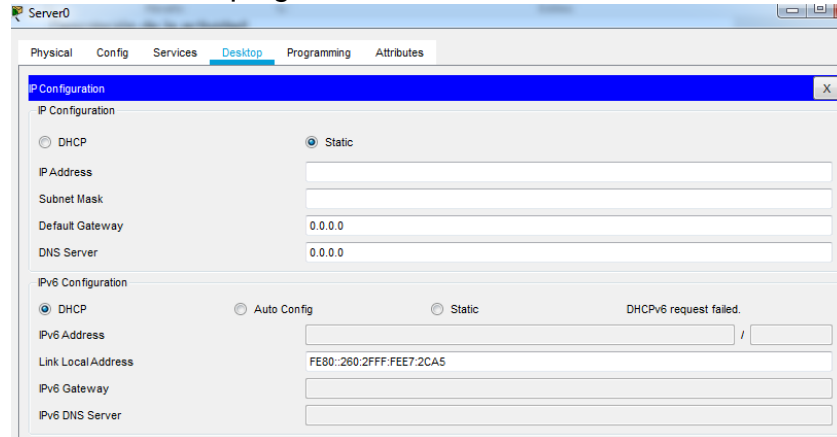 Server0
Physical Config Services Desktop Programming Attributes
IP Configuration X
IP Configuration
DHCP Static
IP Address
Subnet Mask
Default Gateway 0.0.0.0
DNS Server 0.0.0.0
IPv6 Configuration
DHCP Auto Config Static DHCPv6 request failed.
IPv6 Address /
Link Local Address FE80::260:2FFF:FEE7:2CA5
IPv6 Gateway
IPv6 DNS Server